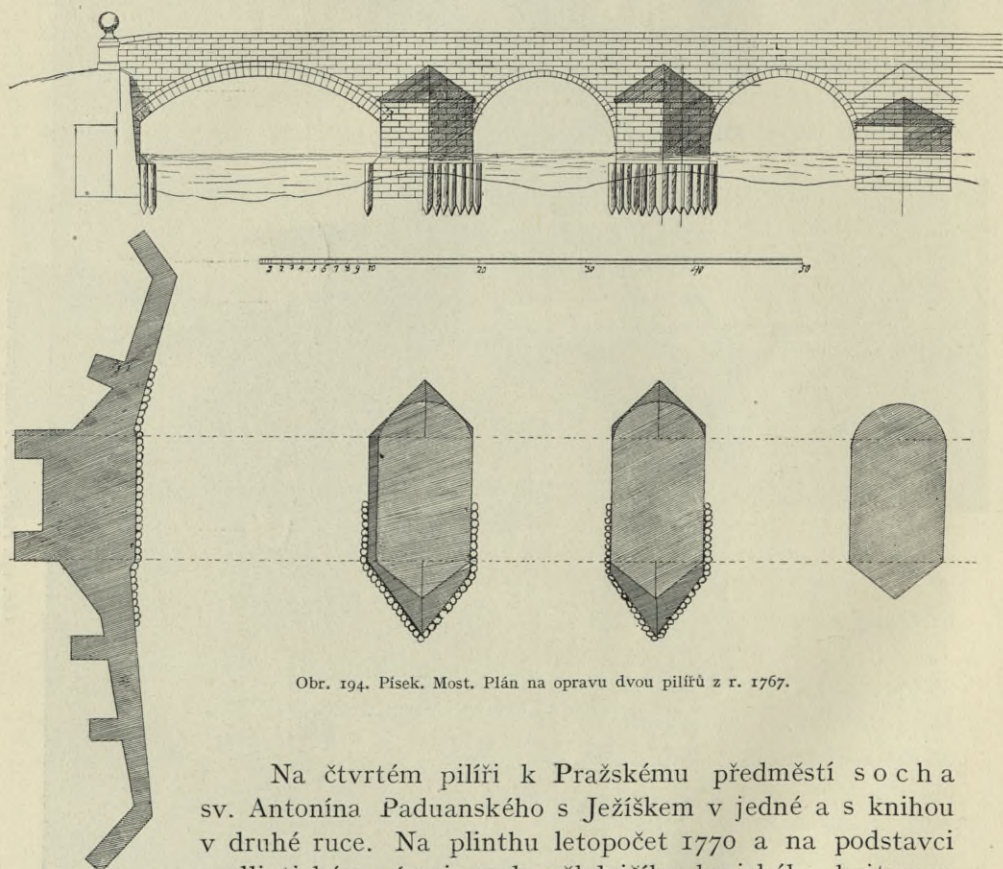 1 2 3 4 5 6 7 8 9 10 20 30 40 50
Obr. 194. Písek. Most. Plán na opravu dvou pilířů z r. 1767.
Na čtvrtém pilíři k Pražskému předměstí socha
sv. Antonína Paduanského s Ježíškem v jedné a s knihou
v druhé ruce. Na plinthu letopočet 1770 a na podstavci